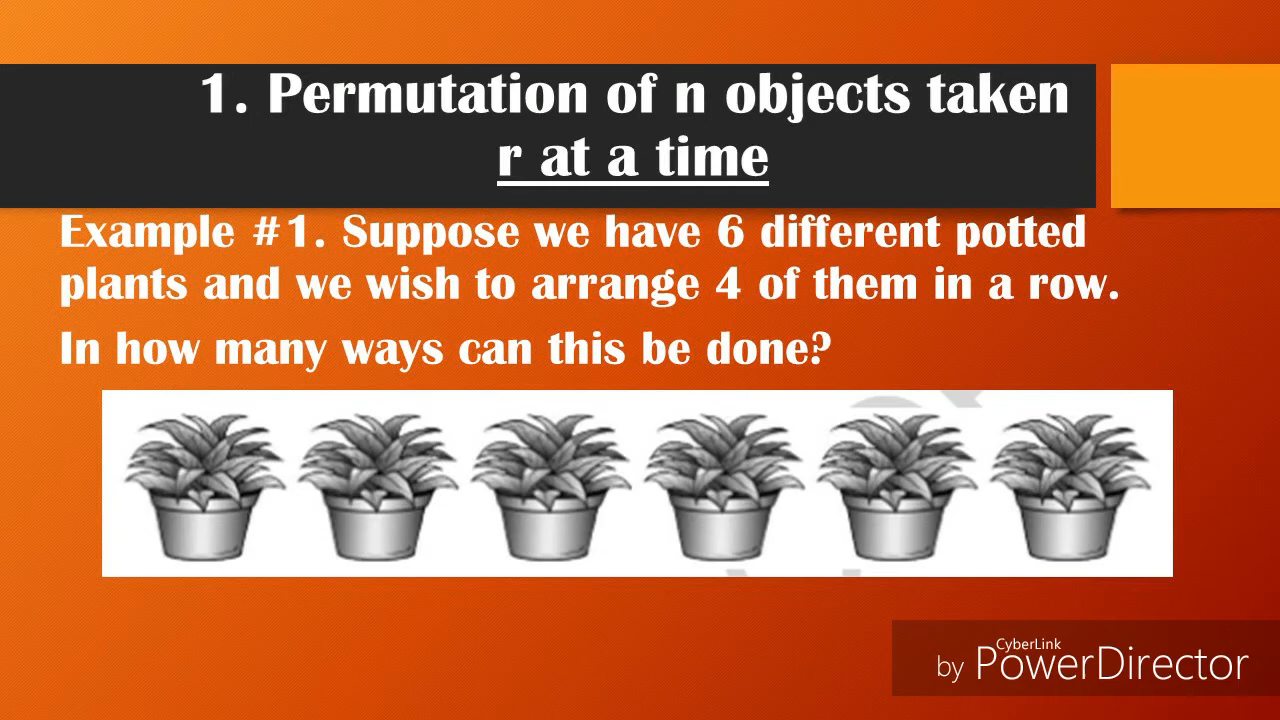 1. Permutation of n objects taken
r at a time
Example #1. Suppose we have 6 different potted
plants and we wish to arrange 4 of them in a row.
In how many ways can this be done?
CyberLink
by PowerDirector